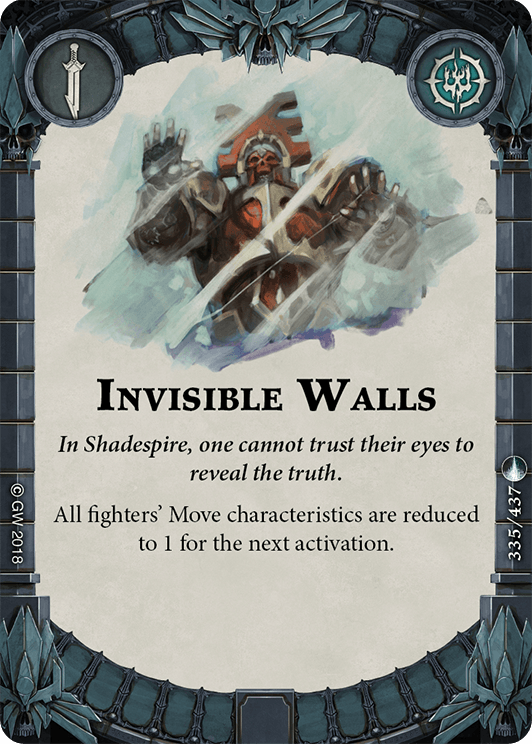 Invisible Walls
In Shadespire, one cannot trust their eyes to
reveal the truth.
All fighters’ Move characteristics are reduced
to 1 for the next activation.
© GW 2018
335/437